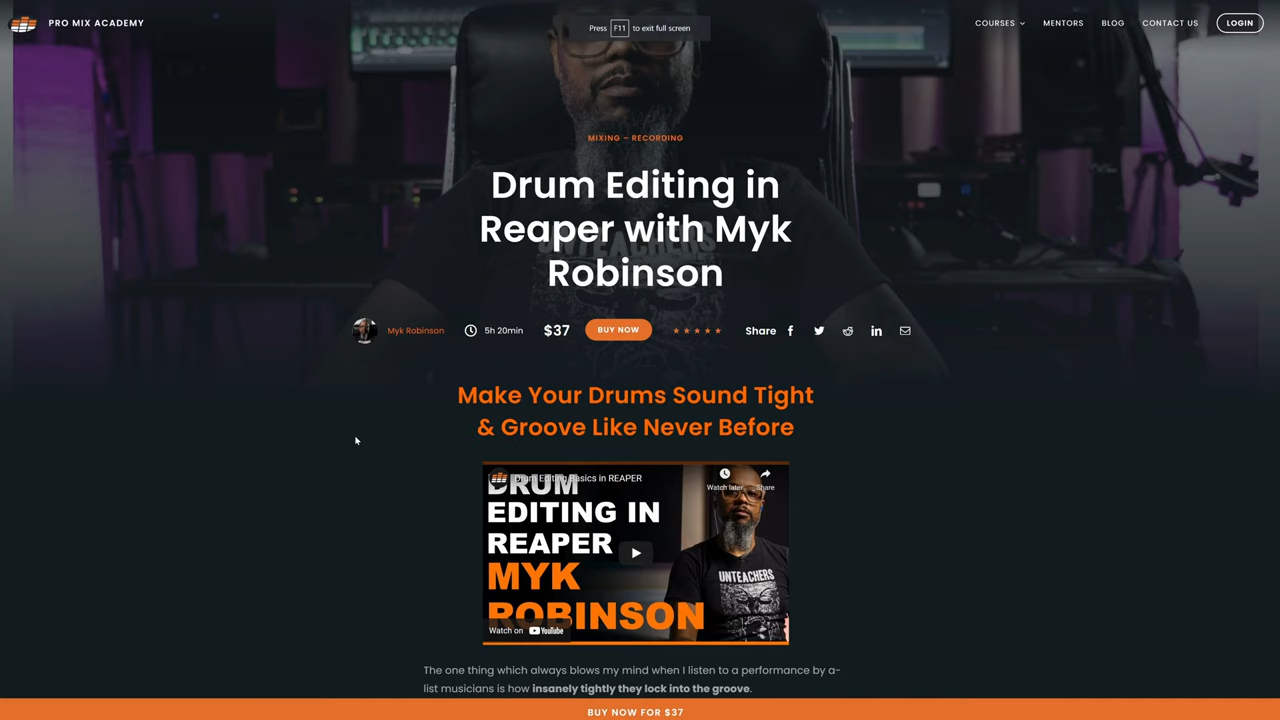 PRO MIX ACADEMY
Press F11 to exit full screen
COURSES MENTORS BLOG CONTACT US LOGIN
MIXING – RECORDING
Drum Editing in
Reaper with Myk
Robinson
UNTEACHERS
Myk Robinson 5h 20min $37 BUY NOW Share
Make Your Drums Sound Tight
& Groove Like Never Before
Drum Editing Basics in REAPER
Watch later Share
DRUM
EDITING IN
REAPER
MYK
ROBINSON
UNTEACHERS
Watch on YouTube
The one thing which always blows my mind when I listen to a performance by a-
list musicians is how insanely tightly they lock into the groove.
BUY NOW FOR $37